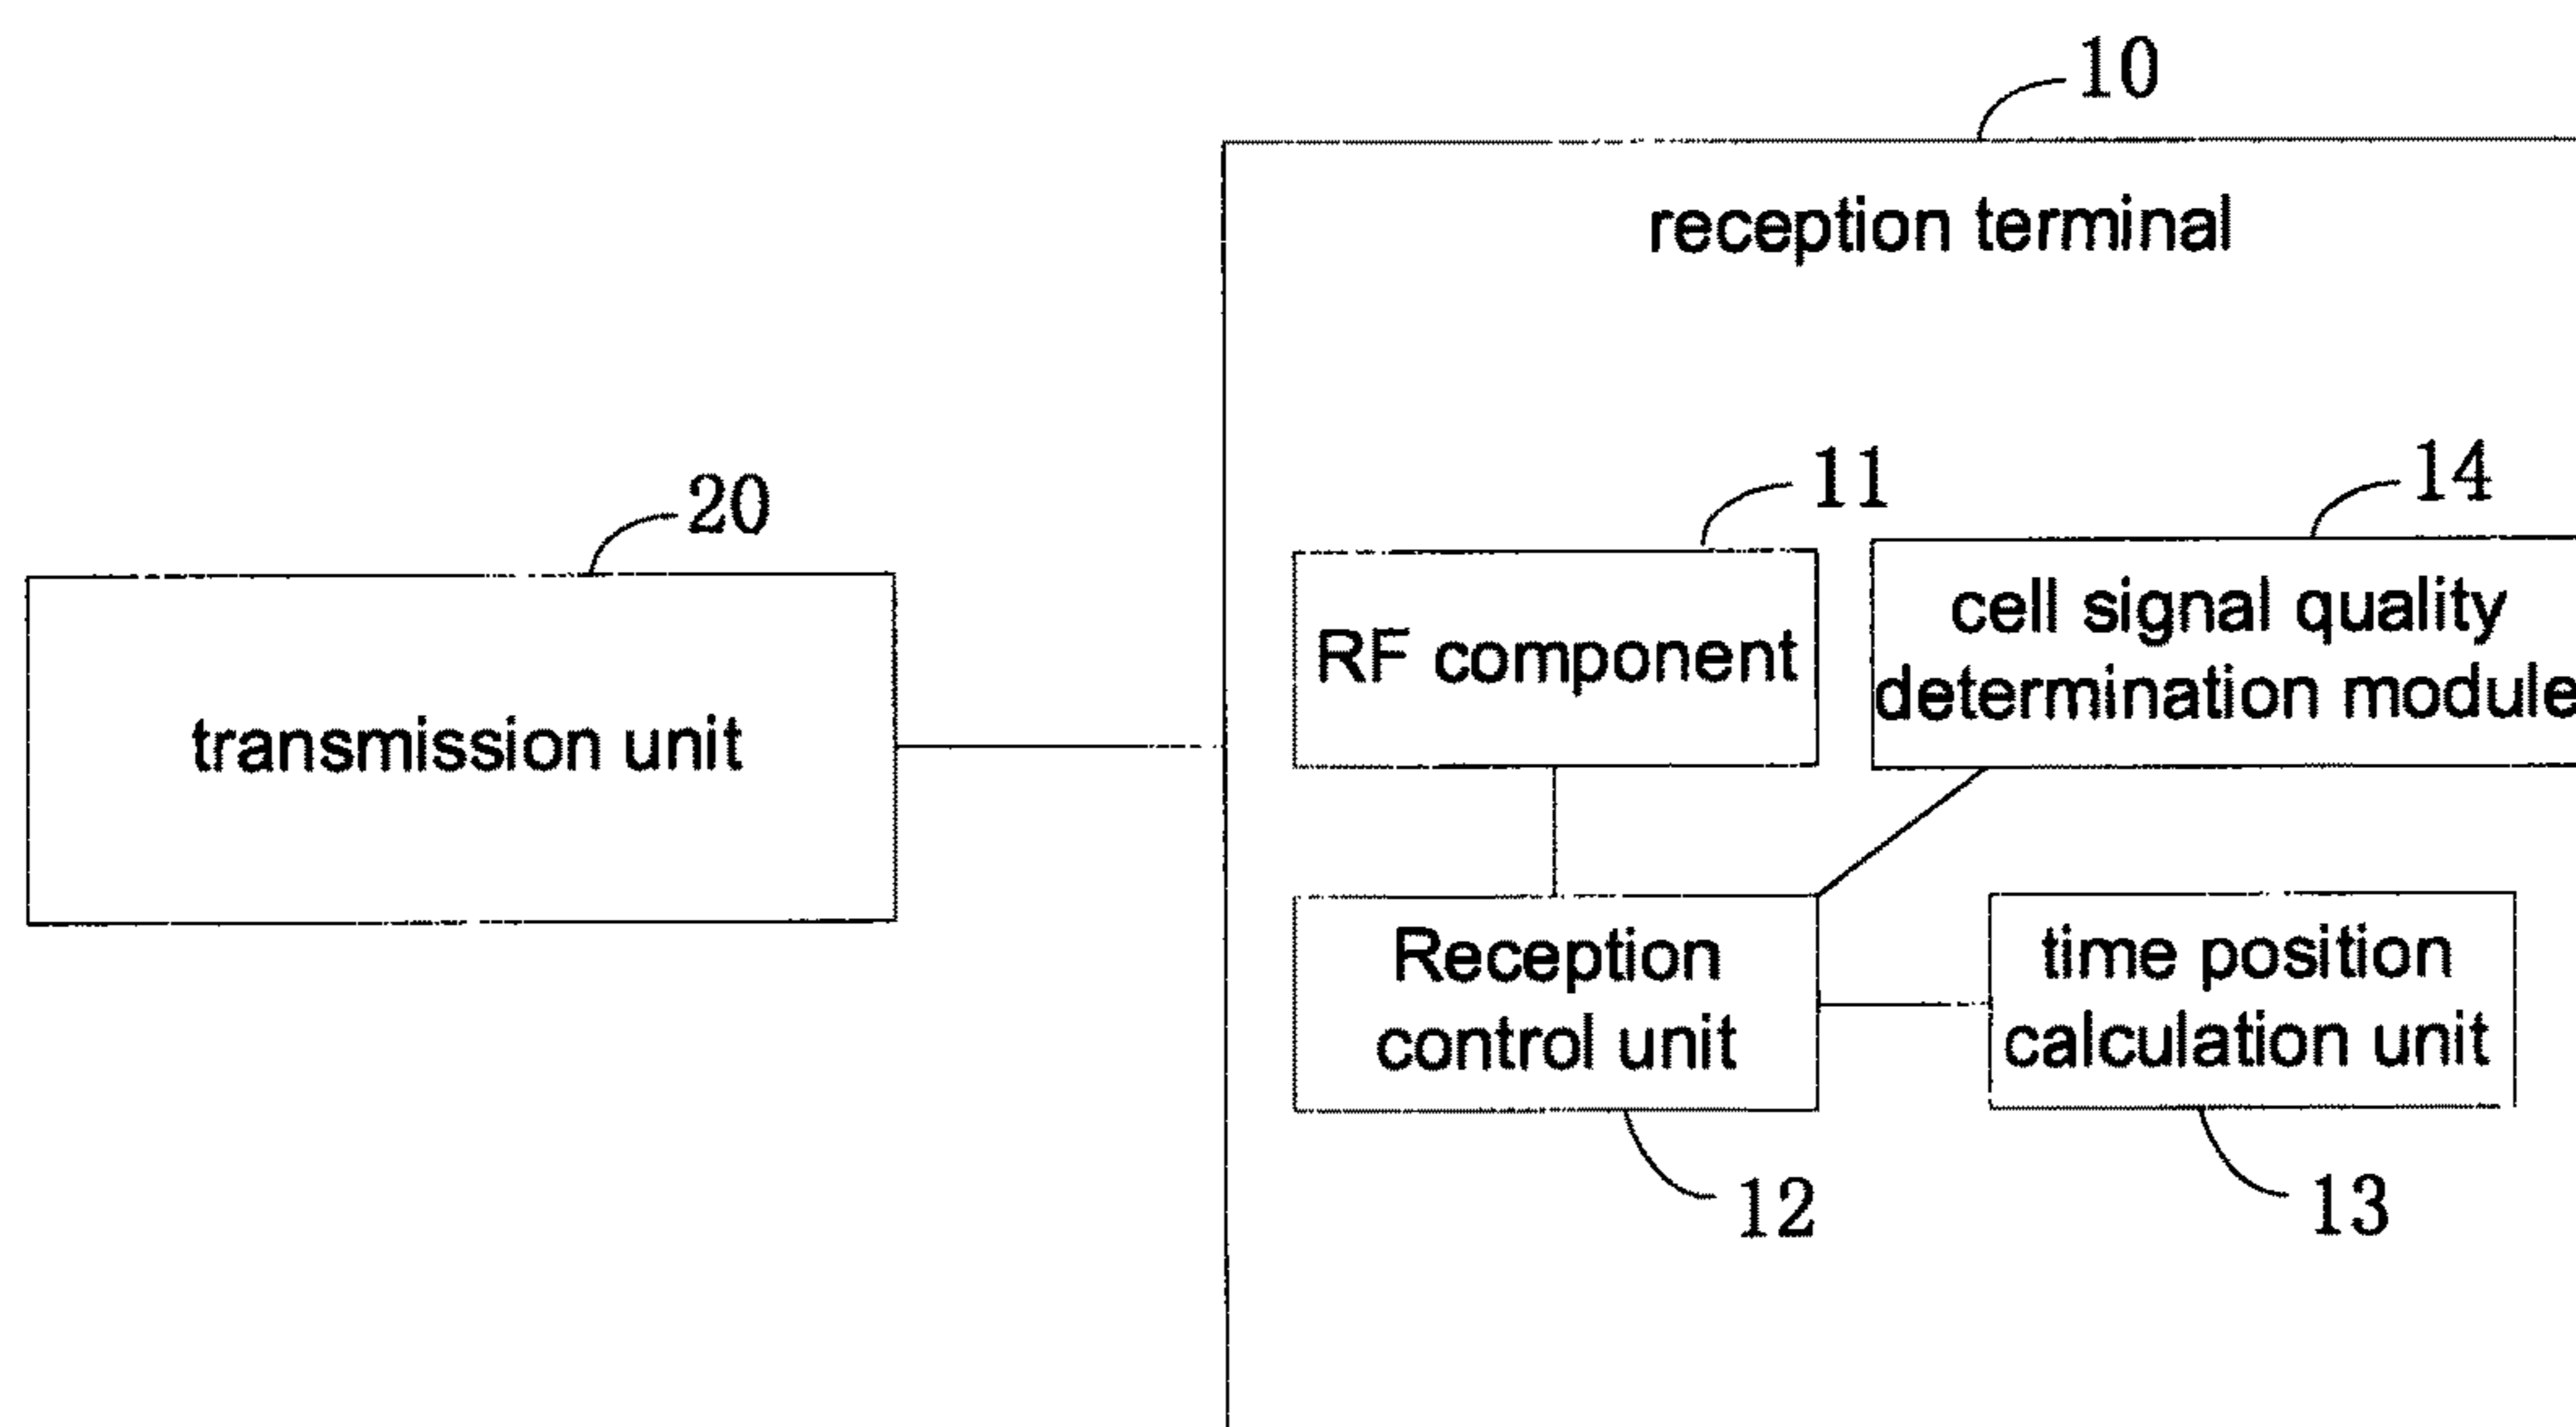 10
reception terminal
20
11
14
transmission unit
RF component
cell signal quality
determination module
Reception
control unit
time position
calculation unit
12
13